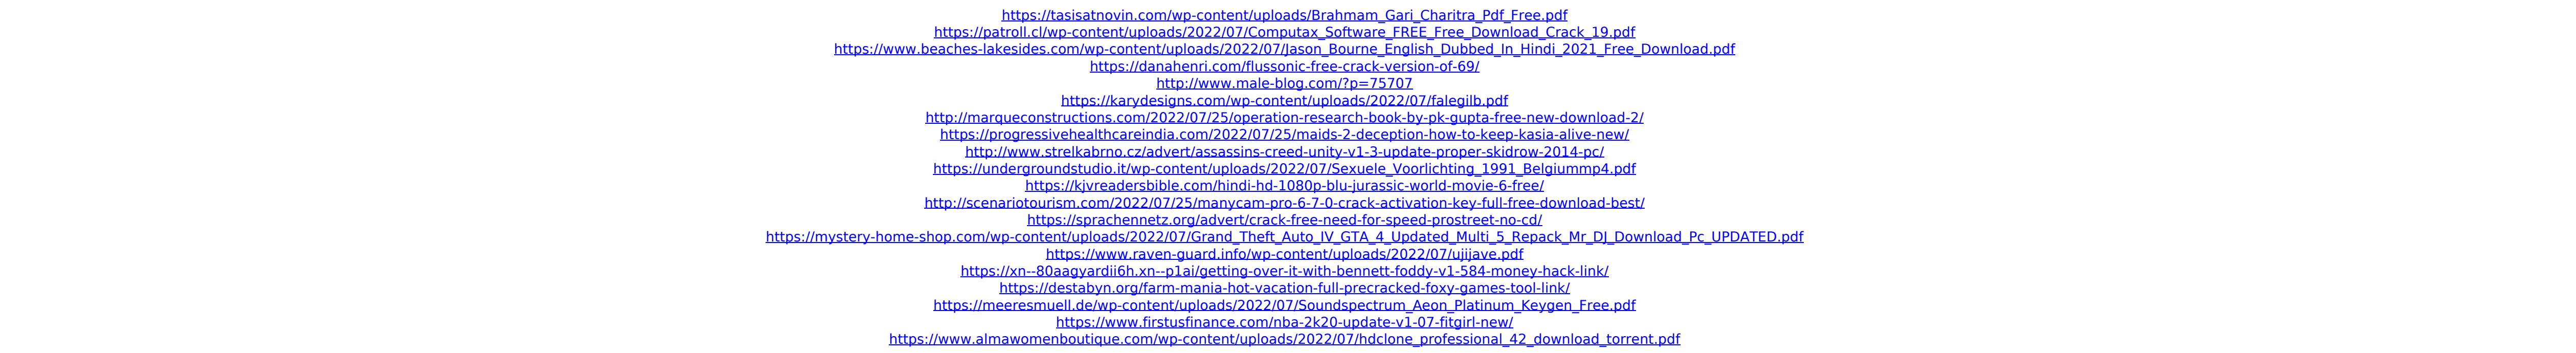 https://tasisatnovin.com/wp-content/uploads/Brahmam_Gari_Charitra_Pdf_Free.pdf
https://patroll.cl/wp-content/uploads/2022/07/Computax_Software_FREE_Free_Download_Crack_19.pdf
https://www.beaches-lakesides.com/wp-content/uploads/2022/07/Jason_Bourne_English_Dubbed_In_Hindi_2021_Free_Download.pdf
https://danahenri.com/flussonic-free-crack-version-of-69/
http://www.male-blog.com/?p=75707
https://karydesigns.com/wp-content/uploads/2022/07/falegilb.pdf
http://marqueconstructions.com/2022/07/25/operation-research-book-by-pk-gupta-free-new-download-2/
https://progressivehealthcareindia.com/2022/07/25/maids-2-deception-how-to-keep-kasia-alive-new/
http://www.strelkabrno.cz/advert/assassins-creed-unity-v1-3-update-proper-skidrow-2014-pc/
https://undergroundstudio.it/wp-content/uploads/2022/07/Sexuele_Voorlichting_1991_Belgiummp4.pdf
https://kjvreadersbible.com/hindi-hd-1080p-blu-jurassic-world-movie-6-free/
http://scenariotourism.com/2022/07/25/manycam-pro-6-7-0-crack-activation-key-full-free-download-best/
https://sprachennetz.org/advert/crack-free-need-for-speed-prostreet-no-cd/
https://mystery-home-shop.com/wp-content/uploads/2022/07/Grand_Theft_Auto_IV_GTA_4_Updated_Multi_5_Repack_Mr_DJ_Download_Pc_UPDATED.pdf
https://www.raven-guard.info/wp-content/uploads/2022/07/ujijave.pdf
https://xn--80aagyardii6h.xn--p1ai/getting-over-it-with-bennett-foddy-v1-584-money-hack-link/
https://destabyn.org/farm-mania-hot-vacation-full-precracked-foxy-games-tool-link/
https://meeresmuell.de/wp-content/uploads/2022/07/Soundspectrum_Aeon_Platinum_Keygen_Free.pdf
https://www.firstusfinance.com/nba-2k20-update-v1-07-fitgirl-new/
https://www.almawomenboutique.com/wp-content/uploads/2022/07/hdclone_professional_42_download_torrent.pdf